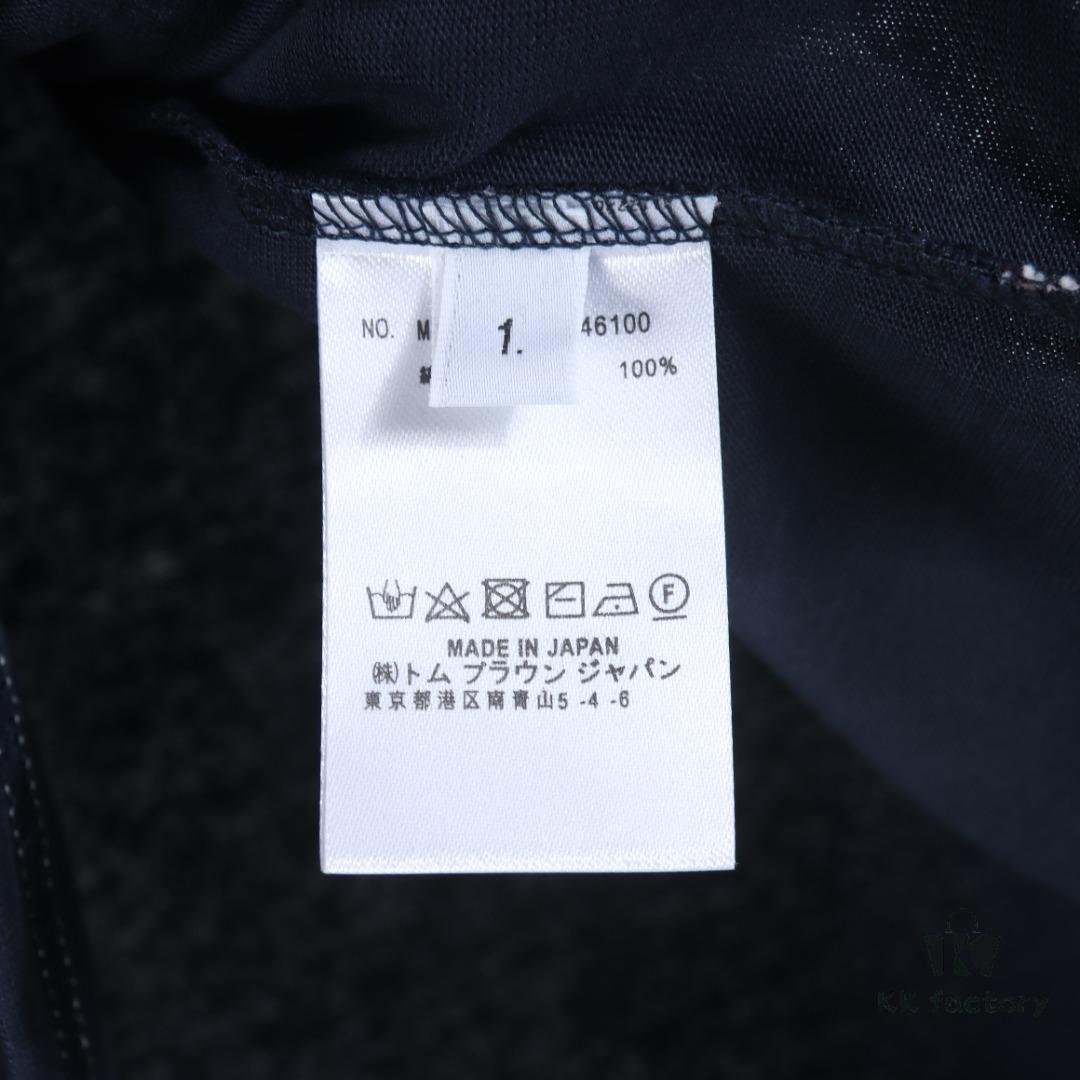 NO. M 46100
1.
100%
F
MADE IN JAPAN
㈱トム ブラウン ジャパン
東京都港区南青山5 -4 -6
KK factory